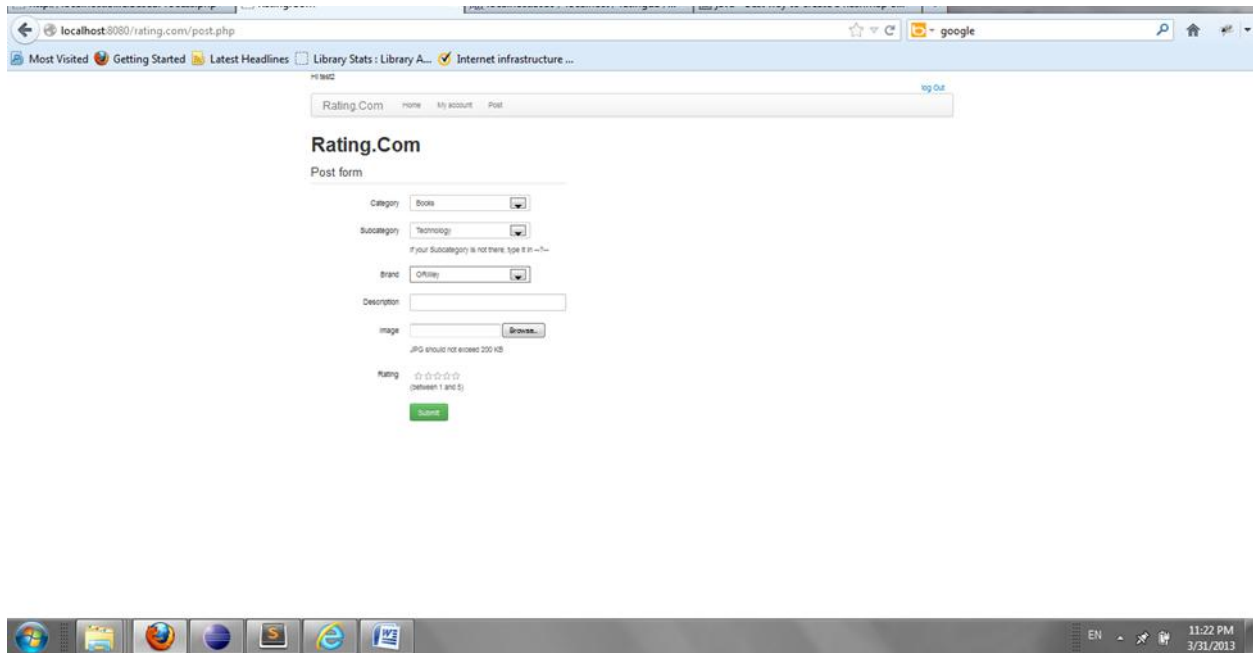 localhost:8080/rating.com/post.php
google
Most Visited Getting Started Latest Headlines Library Stats : Library A... Internet infrastructure ...
Hi test2
log Out
Rating.Com Home My account Post
Rating.Com
Post form
Category Books
Subcategory Technology
If your Subcategory is not there, type it in --?--
Brand
Description
Image Browse..
JPG should not exceed 200 KB
Rating
(between 1 and 5)
Submit
EN
11:22 PM
3/31/2013